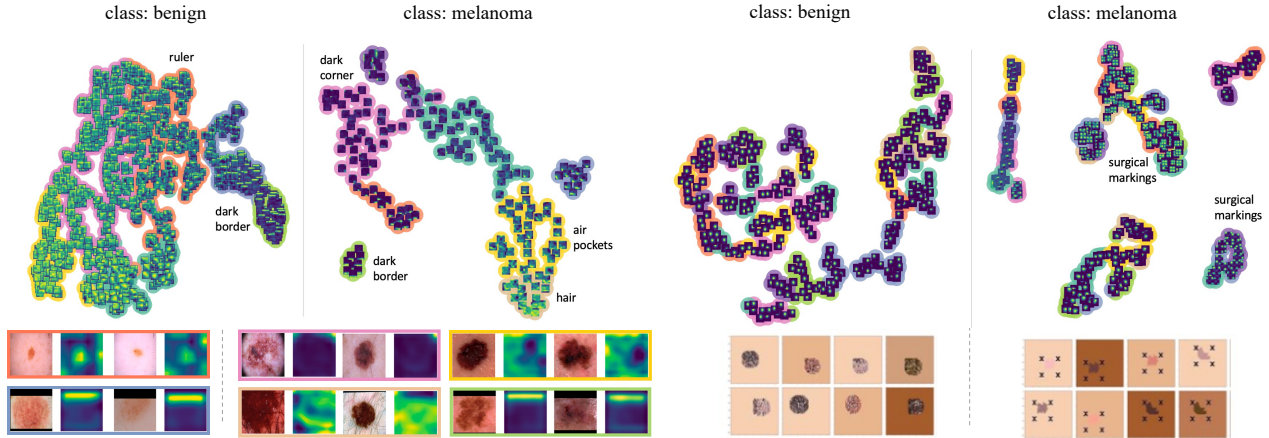 class: benign
class: melanoma
class: benign
class: melanoma
ruler
dark
corner
dark
border
dark
border
air
pockets
hair
surgical
markings
surgical
markings